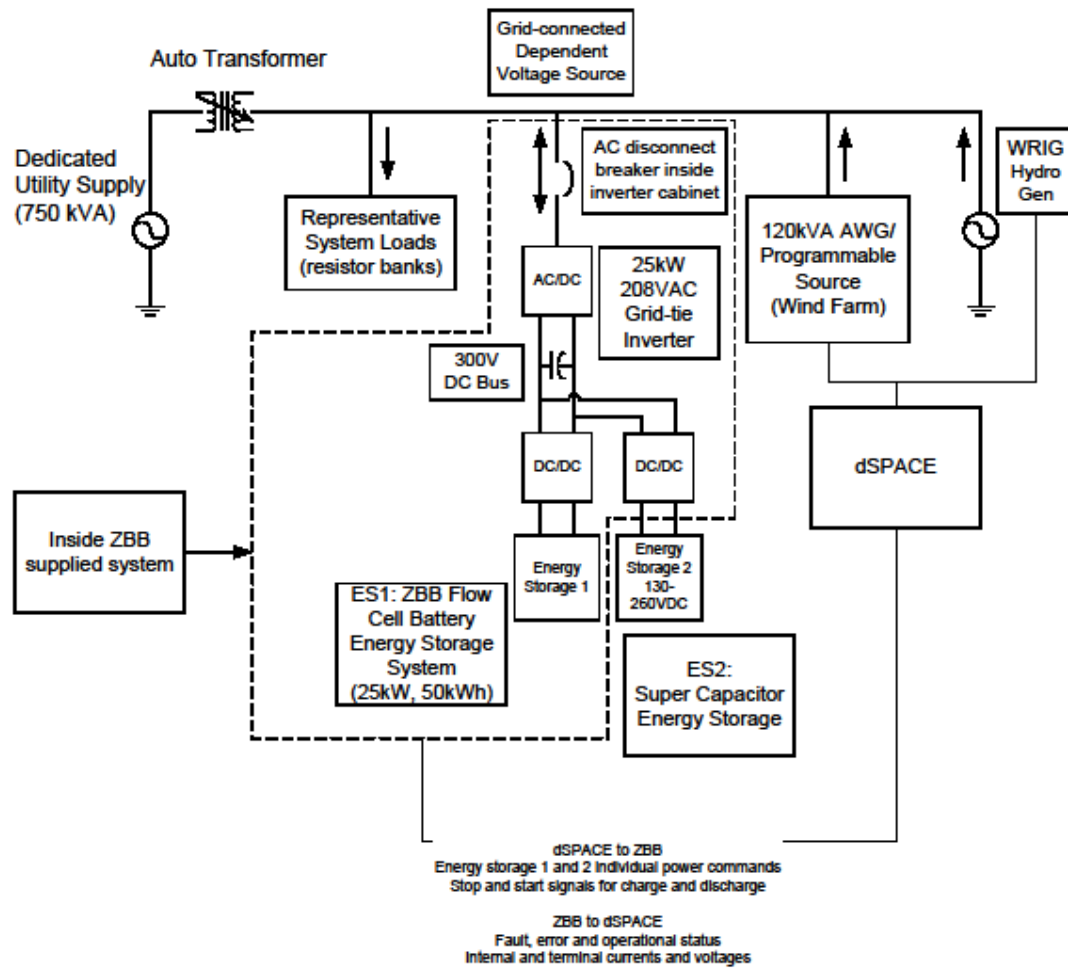 Grid-connected
Dependent
Voltage Source
Auto Transformer
Dedicated
Utility Supply
(750 kVA)
Representative
System Loads
(resistor banks)
AC disconnect
breaker inside
inverter cabinet
WRIG
Hydro
Gen
120kVA AWG/
Programmable
Source
(Wind Farm)
AC/DC
25kW
208VAC
Grid-tie
Inverter
300V
DC Bus
DC/DC
DC/DC
dSPACE
Inside ZBB
supplied system
Energy
Storage 1
Energy
Storage 2
130-
260VDC
ES1: ZBB Flow
Cell Battery
Energy Storage
System
(25kW, 50kWh)
ES2:
Super Capacitor
Energy Storage
dSPACE to ZBB
Energy storage 1 and 2 individual power commands
Stop and start signals for charge and discharge
ZBB to dSPACE
Fault, error and operational status
Internal and terminal currents and voltages